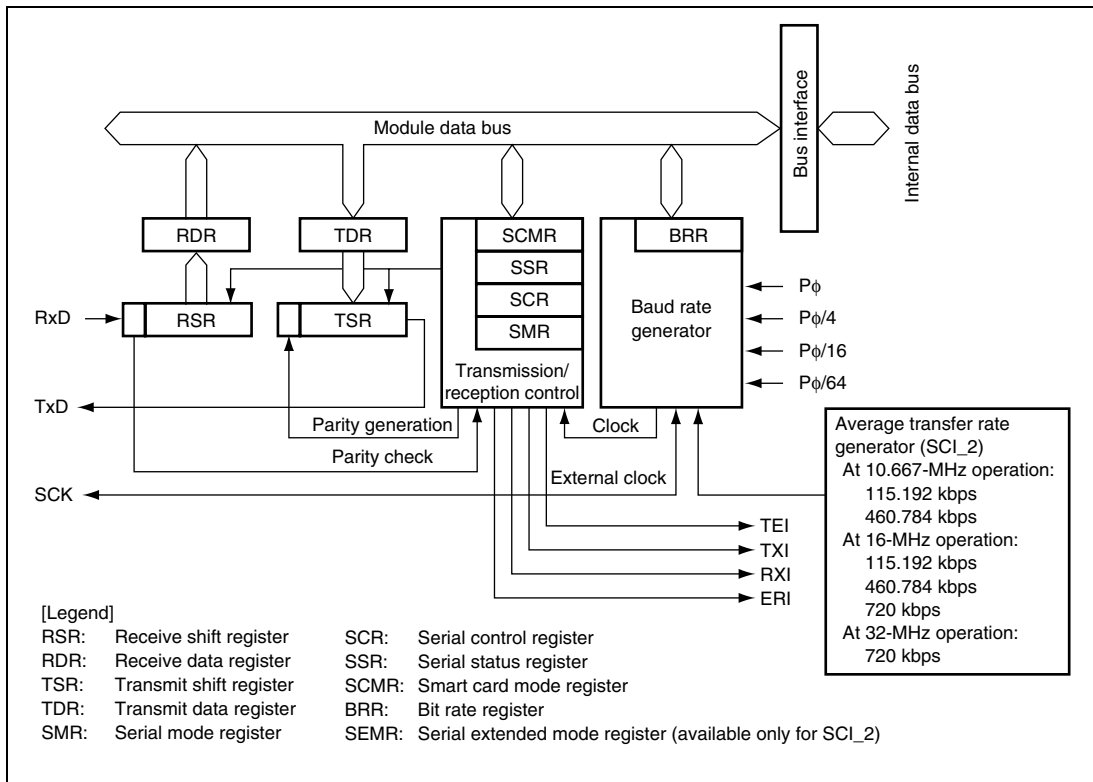 Module data bus
Bus interface
Internal data bus
RDR
TDR
SCMR
BRR
SSR
SCR
SMR
RxD
RSR
TSR
Baud rate
generator
Pϕ
Pϕ/4
Pϕ/16
Pϕ/64
Transmission/
reception control
TxD
Parity generation
Clock
Parity check
External clock
SCK
Average transfer rate
generator (SCI_2)
At 10.667-MHz operation:
115.192 kbps
460.784 kbps
At 16-MHz operation:
115.192 kbps
460.784 kbps
720 kbps
At 32-MHz operation:
720 kbps
TEI
TXI
RXI
ERI
[Legend]
RSR: Receive shift register
RDR: Receive data register
TSR: Transmit shift register
TDR: Transmit data register
SMR: Serial mode register
SCR: Serial control register
SSR: Serial status register
SCMR: Smart card mode register
BRR: Bit rate register
SEMR: Serial extended mode register (available only for SCI_2)